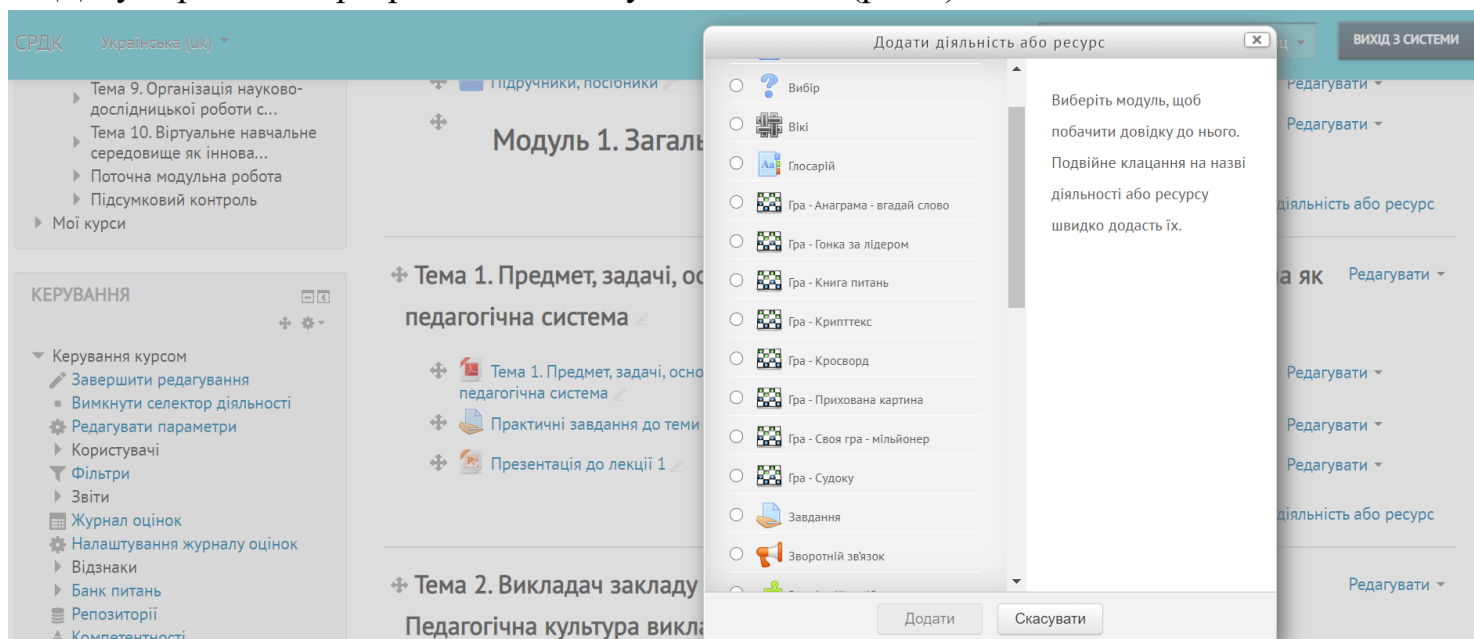 СРДК
Українська (uk)
ВИХІД З СИСТЕМИ
Тема 9. Організація науково-
дослідницької роботи с...
Тема 10. Віртуальне навчальне
середовище як іннова...
Поточна модульна робота
Підсумковий контроль
Мої курси
КЕРУВАННЯ
Керування курсом
Завершити редагування
Вимкнути селектор діяльності
Редагувати параметри
Користувачі
Фільтри
Звіти
Журнал оцінок
Налаштування журналу оцінок
Відзнаки
Банк питань
Репозиторії
Компетентності
Підручники, посібники
Редагувати
Модуль 1. Загаль
Редагувати
діяльність або ресурс
Тема 1. Предмет, задачі, ос
а як
Редагувати
педагогічна система
Тема 1. Предмет, задачі, осно
педагогічна система
Редагувати
Практичні завдання до теми
Редагувати
Презентація до лекції 1
Редагувати
діяльність або ресурс
Тема 2. Викладач закладу
Редагувати
Педагогічна культура викла
Додати діяльність або ресурс
Вибір
Вікі
Глосарій
Гра - Анаграма - вгадай слово
Гра - Гонка за лідером
Гра - Книга питань
Гра - Крипттекс
Гра - Кросворд
Гра - Прихована картина
Гра - Своя гра - мільйонер
Гра - Судоку
Завдання
Зворотній зв'язок
Виберіть модуль, щоб
побачити довідку до нього.
Подвійне клацання на назві
діяльності або ресурсу
швидко додасть їх.
Додати
Скасувати